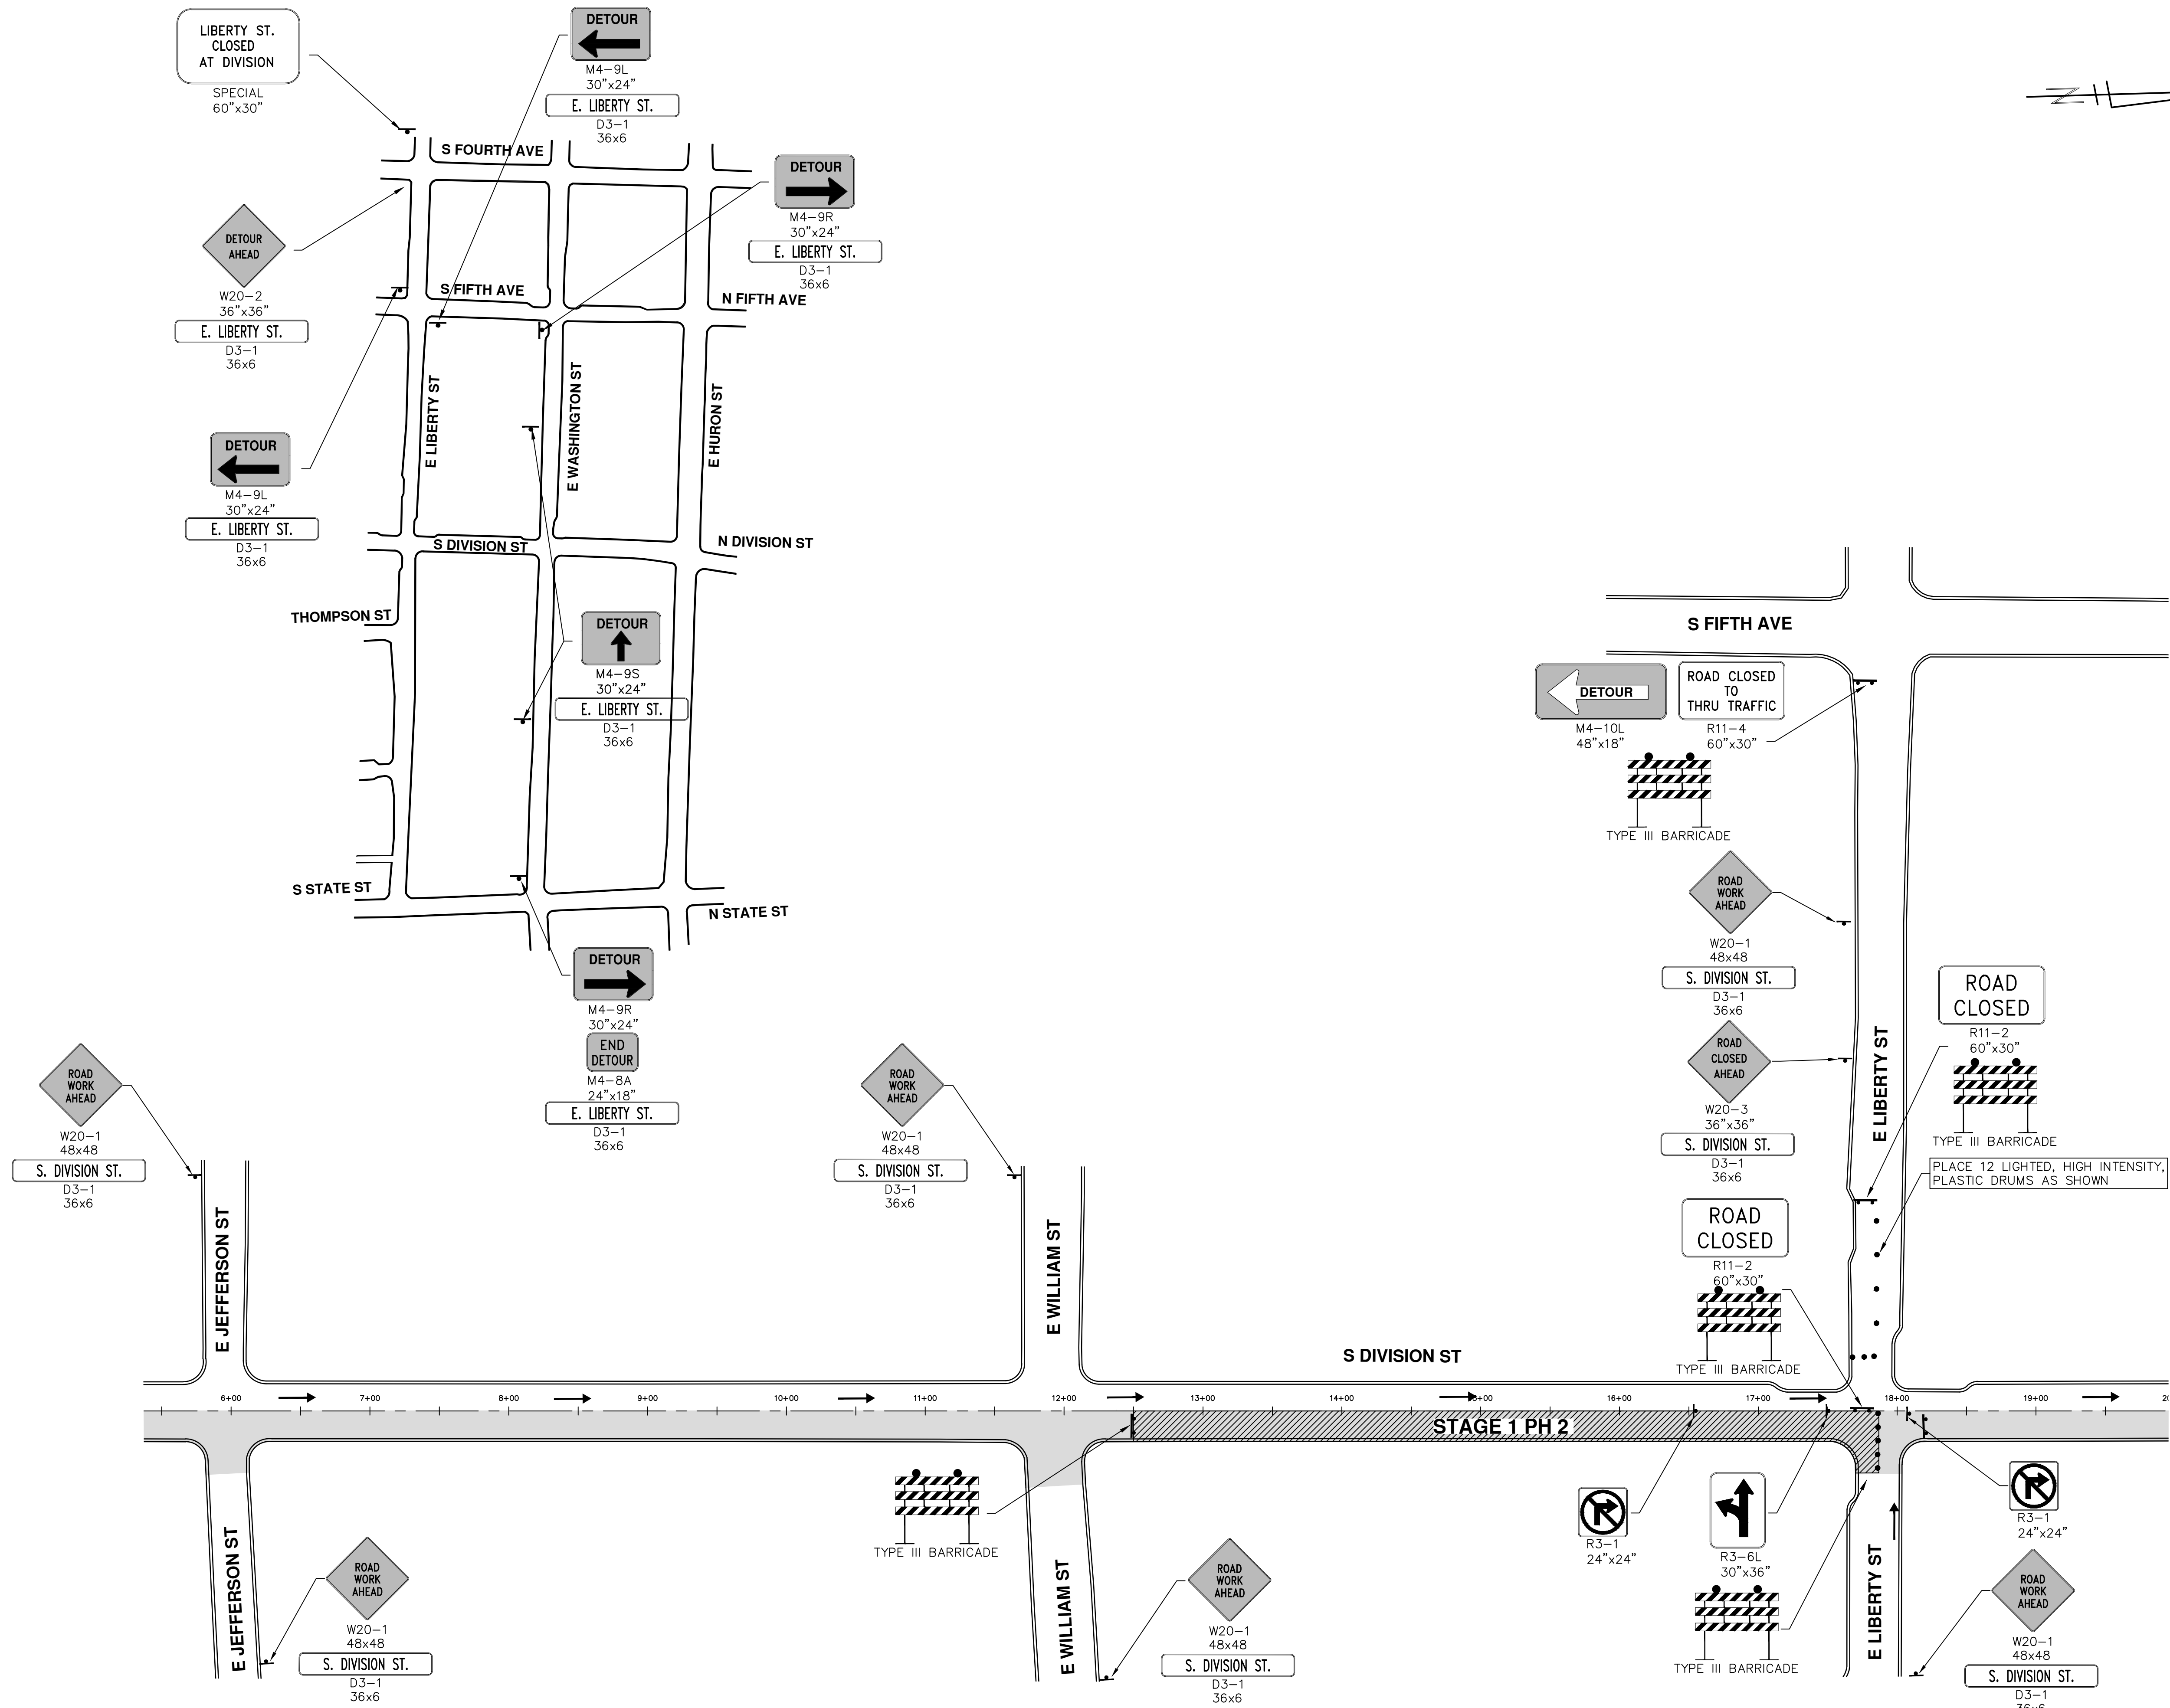 LIBERTY ST.
CLOSED
AT DIVISION
SPECIAL
60"x30"
DETOUR
M4-9L
30"x24"
E. LIBERTY ST.
D3-1
36x6
DETOUR
M4-9R
30"x24"
E. LIBERTY ST.
D3-1
36x6
S FOURTH AVE
DETOUR
AHEAD
W20-2
36"x36"
E. LIBERTY ST.
D3-1
36x6
S FIFTH AVE
N FIFTH AVE
E LIBERTY ST
E WASHINGTON ST
E HURON ST
DETOUR
M4-9L
30"x24"
E. LIBERTY ST.
D3-1
36x6
S DIVISION ST
N DIVISION ST
THOMPSON ST
DETOUR
M4-9S
30"x24"
E. LIBERTY ST.
D3-1
36x6
S STATE ST
N STATE ST
DETOUR
M4-9R
30"x24"
END
DETOUR
M4-8A
24"x18"
E. LIBERTY ST.
D3-1
36x6
S FIFTH AVE
DETOUR
M4-10L
48"x18"
ROAD CLOSED
TO
THRU TRAFFIC
R11-4
60"x30"
TYPE III BARRICADE
ROAD
WORK
AHEAD
W20-1
48x48
S. DIVISION ST.
D3-1
36x6
ROAD
CLOSED
AHEAD
W20-3
36"x36"
S. DIVISION ST.
D3-1
36x6
E LIBERTY ST
ROAD
CLOSED
R11-2
60"x30"
TYPE III BARRICADE
PLACE 12 LIGHTED, HIGH INTENSITY,
PLASTIC DRUMS AS SHOWN
ROAD
CLOSED
R11-2
60"x30"
TYPE III BARRICADE
ROAD
WORK
AHEAD
W20-1
48x48
S. DIVISION ST.
D3-1
36x6
E JEFFERSON ST
ROAD
WORK
AHEAD
W20-1
48x48
S. DIVISION ST.
D3-1
36x6
E WILLIAM ST
S DIVISION ST
6+00
7+00
8+00
9+00
10+00
11+00
12+00
13+00
14+00
15+00
16+00
17+00
18+00
19+00
STAGE 1 PH 2
TYPE III BARRICADE
R3-1
24"x24"
R3-6L
30"x36"
TYPE III BARRICADE
R3-1
24"x24"
E JEFFERSON ST
ROAD
WORK
AHEAD
W20-1
48x48
S. DIVISION ST.
D3-1
36x6
E WILLIAM ST
ROAD
WORK
AHEAD
W20-1
48x48
S. DIVISION ST.
D3-1
36x6
E LIBERTY ST
ROAD
WORK
AHEAD
W20-1
48x48
S. DIVISION ST.
D3-1